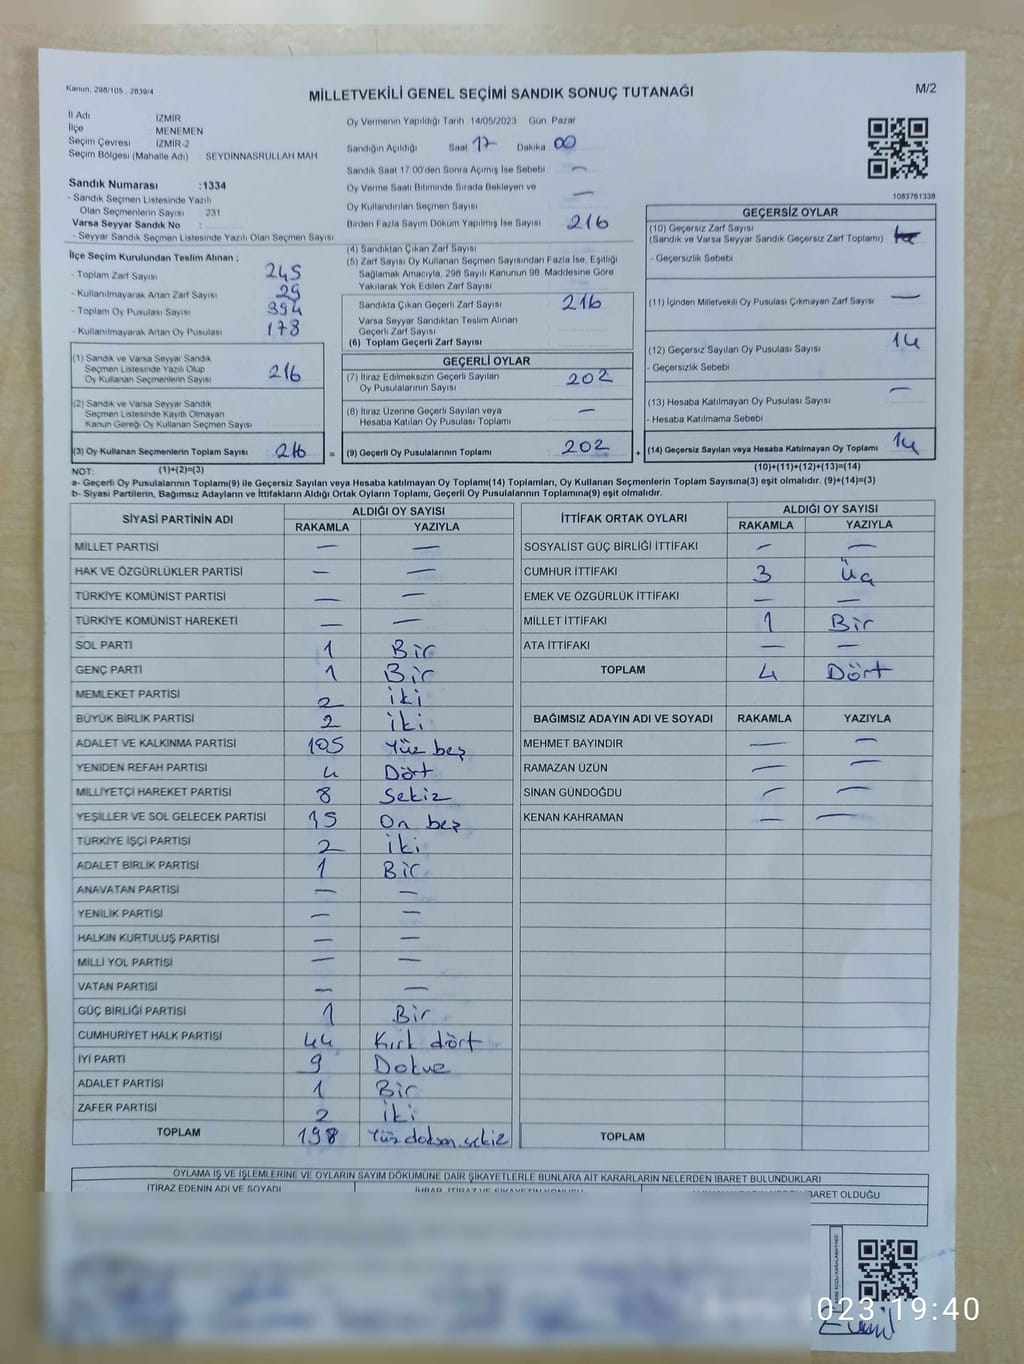 Kanun, 298/105 , 2839/4
MİLLETVEKİLİ GENEL SEÇİMİ SANDIK SONUÇ TUTANAĞI
M/2
İl Adı : İZMİR
İlçe : MENEMEN
Seçim Çevresi : İZMİR-2
Seçim Bölgesi (Mahalle Adı) : SEYDİNNASRULLAH MAH
Sandık Numarası :1334
- Sandık Seçmen Listesinde Yazılı
Olan Seçmenlerin Sayısı : 231
Varsa Seyyar Sandık No :
- Seyyar Sandık Seçmen Listesinde Yazılı Olan Seçmen Sayısı :
Oy Vermenin Yapıldığı Tarih 14/05/2023 Gün Pazar
Sandığın Açıldığı Saat 17 Dakika 00
Sandık Saat 17.00'den Sonra Açımış İse Sebebi —
Oy Verme Saati Bitiminde Sırada Bekleyen ve
Oy Kullandırılan Seçmen Sayısı —
Birden Fazla Sayım Döküm Yapılmış İse Sayısı 216
1083761338
İlçe Seçim Kurulundan Teslim Alınan ;
- Toplam Zarf Sayısı 245
- Kullanılmayarak Artan Zarf Sayısı 29
- Toplam Oy Pusulası Sayısı 394
- Kullanılmayarak Artan Oy Pusulası 178
(1) Sandık ve Varsa Seyyar Sandık
Seçmen Listesinde Yazılı Olup
Oy Kullanan Seçmenlerin Sayısı 216
(2) Sandık ve Varsa Seyyar Sandık
Seçmen Listesinde Kayıtlı Olmayan
Kanun Gereği Oy Kullanan Seçmen Sayısı
(3) Oy Kullanan Seçmenlerin Toplam Sayısı 216 =
(4) Sandıktan Çıkan Zarf Sayısı
(5) Zarf Sayısı Oy Kullanan Seçmen Sayısından Fazla İse, Eşitliği
Sağlamak Amacıyla, 298 Sayılı Kanunun 98. Maddesine Göre
Yakılarak Yok Edilen Zarf Sayısı
Sandıkta Çıkan Geçerli Zarf Sayısı 216
Varsa Seyyar Sandıktan Teslim Alınan
Geçerli Zarf Sayısı
(6) Toplam Geçerli Zarf Sayısı
GEÇERLİ OYLAR
(7) İtiraz Edilmeksizin Geçerli Sayılan
Oy Pusulalarının Sayısı 202
(8) İtiraz Üzerine Geçerli Sayılan veya
Hesaba Katılan Oy Pusulası Toplamı —
(9) Geçerli Oy Pusulalarının Toplamı 202 +
GEÇERSİZ OYLAR
(10) Geçersiz Zarf Sayısı
(Sandık ve Varsa Seyyar Sandık Geçersiz Zarf Toplamı)
- Geçersizlik Sebebi
(11) İçinden Milletvekili Oy Pusulası Çıkmayan Zarf Sayısı —
(12) Geçersiz Sayılan Oy Pusulası Sayısı 14
- Geçersizlik Sebebi
(13) Hesaba Katılmayan Oy Pusulası Sayısı —
- Hesaba Katılmama Sebebi
(14) Geçersiz Sayılan veya Hesaba Katılmayan Oy Toplamı 14
NOT: (1)+(2)=(3) (10)+(11)+(12)+(13)=(14)
a- Geçerli Oy Pusulalarının Toplamı(9) ile Geçersiz Sayılan veya Hesaba katılmayan Oy Toplamı(14) Toplamları, Oy Kullanan Seçmenlerin Toplam Sayısına(3) eşit olmalıdır. (9)+(14)=(3)
b- Siyasi Partilerin, Bağımsız Adayların ve İttifakların Aldığı Ortak Oyların Toplamı, Geçerli Oy Pusulalarının Toplamına(9) eşit olmalıdır.
SİYASİ PARTİNİN ADI ALDIĞI OY SAYISI
RAKAMLA YAZIYLA
MİLLET PARTİSİ — —
HAK VE ÖZGÜRLÜKLER PARTİSİ — —
TÜRKİYE KOMÜNİST PARTİSİ — —
TÜRKİYE KOMÜNİST HAREKETİ — —
SOL PARTİ 1 Bir
GENÇ PARTİ 1 Bir
MEMLEKET PARTİSİ 2 iki
BÜYÜK BİRLİK PARTİSİ 2 iki
ADALET VE KALKINMA PARTİSİ 105 Yüz beş
YENİDEN REFAH PARTİSİ 4 Dört
MİLLİYETÇİ HAREKET PARTİSİ 8 Sekiz
YEŞİLLER VE SOL GELECEK PARTİSİ 15 On beş
TÜRKİYE İŞÇİ PARTİSİ 2 iki
ADALET BİRLİK PARTİSİ 1 Bir
ANAVATAN PARTİSİ — —
YENİLİK PARTİSİ — —
HALKIN KURTULUŞ PARTİSİ — —
MİLLİ YOL PARTİSİ — —
VATAN PARTİSİ — —
GÜÇ BİRLİĞİ PARTİSİ 1 Bir
CUMHURİYET HALK PARTİSİ 44 Kırk dört
İYİ PARTİ 9 Dokuz
ADALET PARTİSİ 1 Bir
ZAFER PARTİSİ 2 iki
TOPLAM 198 Yüz doksan sekiz
İTTİFAK ORTAK OYLARI ALDIĞI OY SAYISI
RAKAMLA YAZIYLA
SOSYALİST GÜÇ BİRLİĞİ İTTİFAKI — —
CUMHUR İTTİFAKI 3 Üç
EMEK VE ÖZGÜRLÜK İTTİFAKI — —
MİLLET İTTİFAKI 1 Bir
ATA İTTİFAKI — —
TOPLAM 4 Dört
BAĞIMSIZ ADAYIN ADI VE SOYADI RAKAMLA YAZIYLA
MEHMET BAYINDIR — —
RAMAZAN ÜZÜN — —
SİNAN GÜNDOĞDU — —
KENAN KAHRAMAN — —
TOPLAM
OYLAMA İŞ VE İŞLEMLERİNE VE OYLARIN SAYIM DÖKÜMÜNE DAİR ŞİKAYETLERLE BUNLARA AİT KARARLARIN NELERDEN İBARET BULUNDUKLARI
İTİRAZ EDENİN ADI VE SOYADI
İBARET OLDUĞU
023 19:40